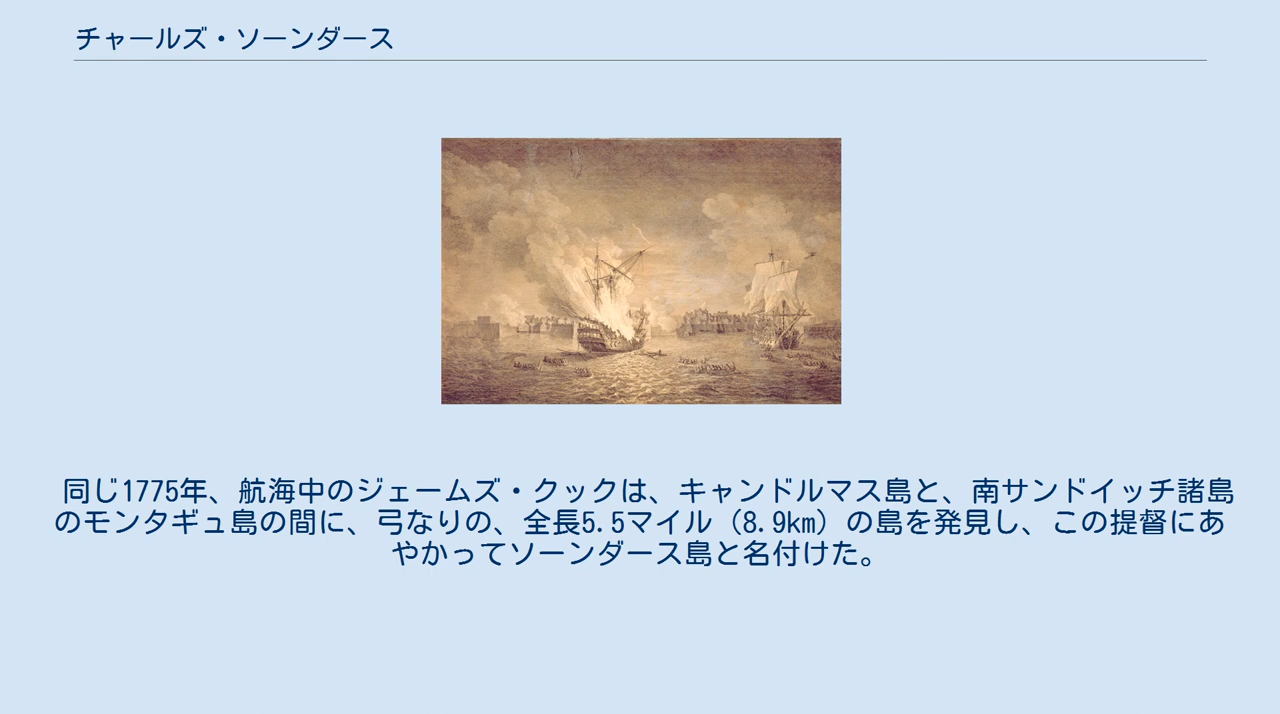 チャールズ・ソーンダース
同じ1775年、航海中のジェームズ・クックは、キャンドルマス島と、南サンドイッチ諸島
のモンタギュ島の間に、弓なりの、全長5.5マイル（8.9km）の島を発見し、この提督にあ
やかってソーンダース島と名付けた。